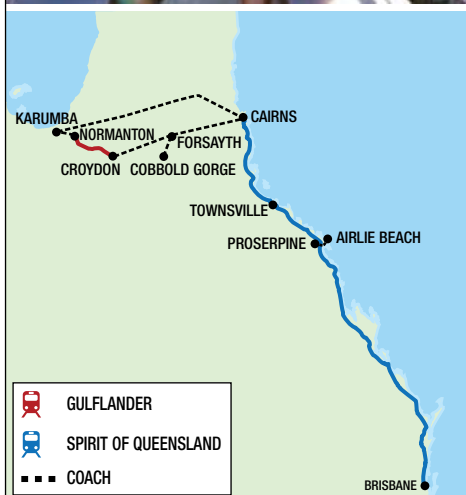 KARUMBA
CAIRNS
NORMANTON
FORSAYTH
CROYDON
COBBOLD GORGE
TOWNSVILLE
AIRLIE BEACH
PROSERPINE
GULFLANDER
SPIRIT OF QUEENSLAND
COACH
BRISBANE